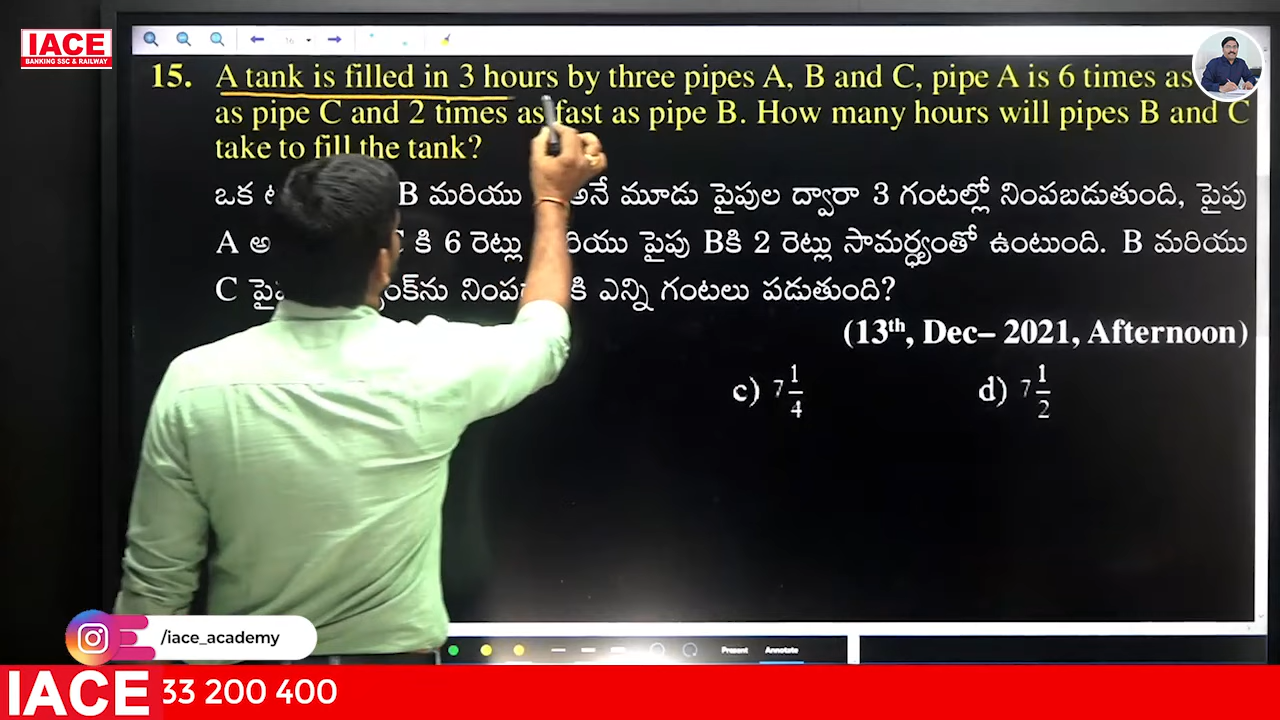 IACE
BANKING SSC & RAILWAY
16
15. A tank is filled in 3 hours by three pipes A, B and C, pipe A is 6 times as
as pipe C and 2 times as fast as pipe B. How many hours will pipes B and C
take to fill the tank?
ఒక B మరియు అనే మూడు పైపుల ద్వారా 3 గంటల్లో నింపబడుతుంది, పైపు
A కి 6 రెట్లు పైపు Bకి 2 రెట్లు సామర్థ్యంతో ఉంటుంది. B మరియు
C ఎన్ని గంటలు పడుతుంది?
(13th, Dec– 2021, Afternoon)
c) 7 1/4 d) 7 1/2
/iace_academy
Present Annotate
IACE 33 200 400